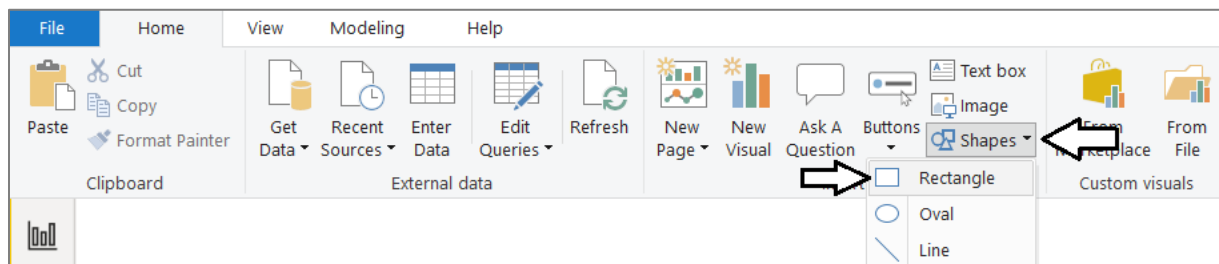 File Home View Modeling Help
Cut
Copy
Format Painter
Paste
Clipboard
Get Data
Recent Sources
Enter Data
Edit Queries
Refresh
External data
New Page
New Visual
Ask A Question
Buttons
Text box
Image
Shapes
Rectangle
Oval
Line
From
From File
Custom visuals